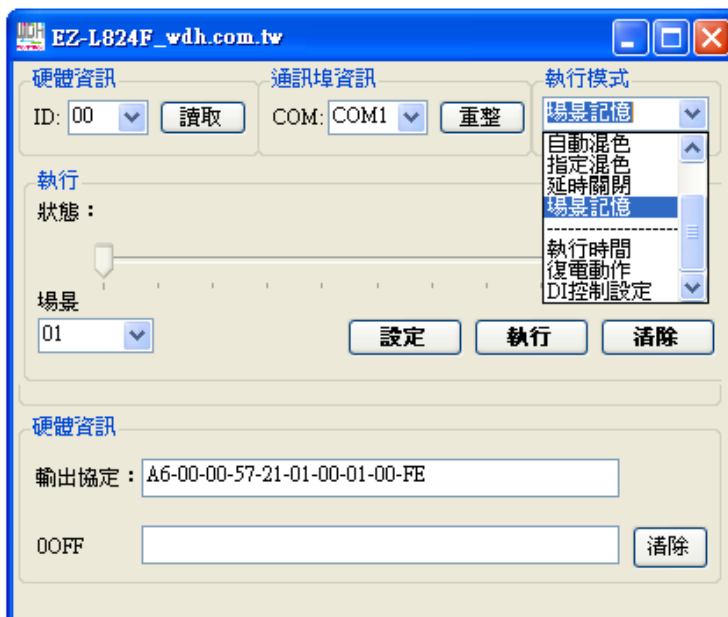 EZ-L824F_wdh.com.tw
硬體資訊
通訊埠資訊
執行模式
ID: 00
讀取
COM: COM1
重整
場景記憶
自動混色
指定混色
延時關閉
場景記憶
--------------------
執行時間
復電動作
DI控制設定
執行
狀態：
場景
01
設定
執行
清除
硬體資訊
輸出協定：A6-00-00-57-21-01-00-01-00-FE
0OFF
清除